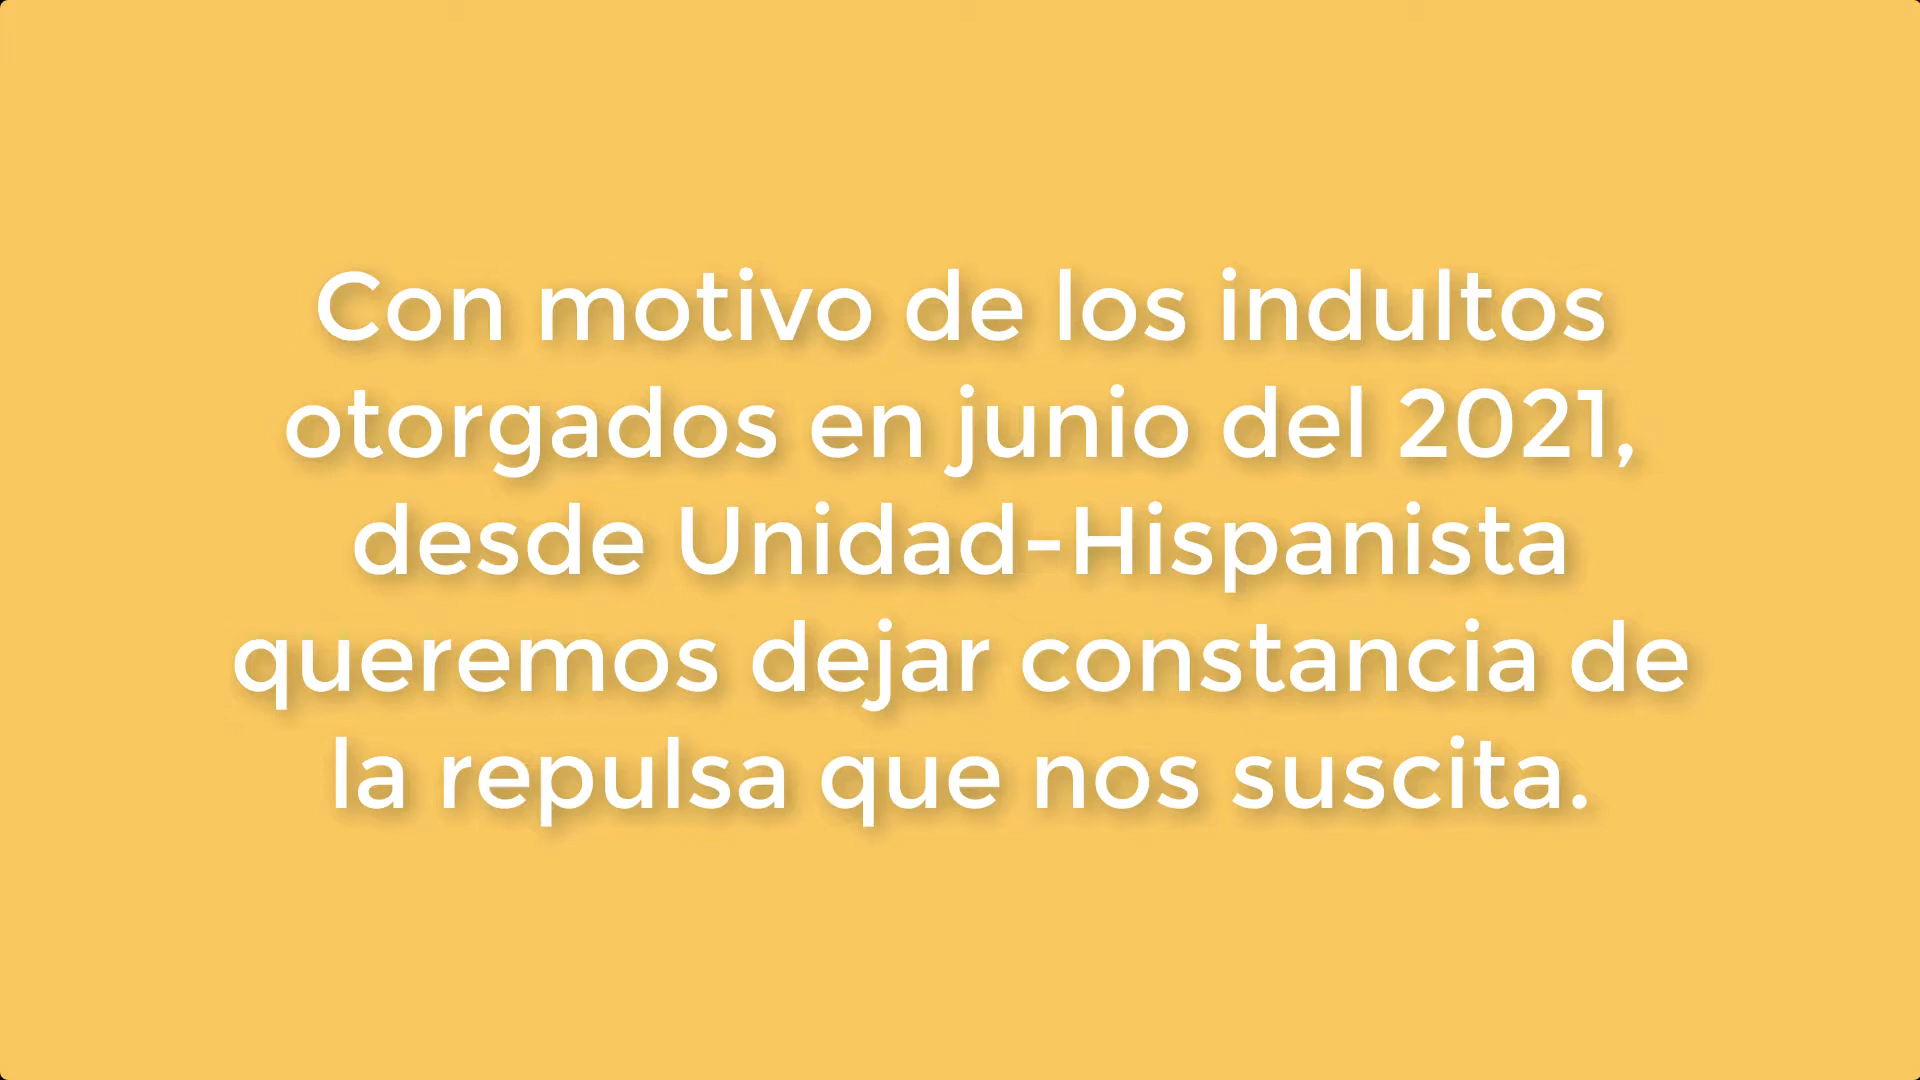 Con motivo de los indultos
otorgados en junio del 2021,
desde Unidad-Hispanista
queremos dejar constancia de
la repulsa que nos suscita.